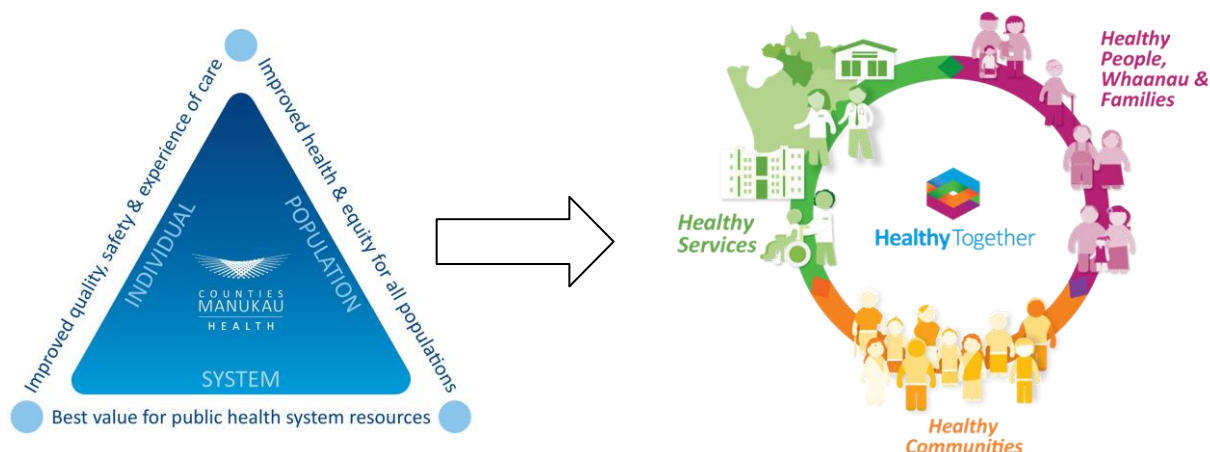 Improved quality, safety & experience of care
Improved health & equity for all populations
INDIVIDUAL
POPULATION
COUNTIES
MANUKAU
HEALTH
SYSTEM
Best value for public health system resources
Healthy
People,
Whaanau &
Families
Healthy
Services
HealthyTogether
Healthy
Communities